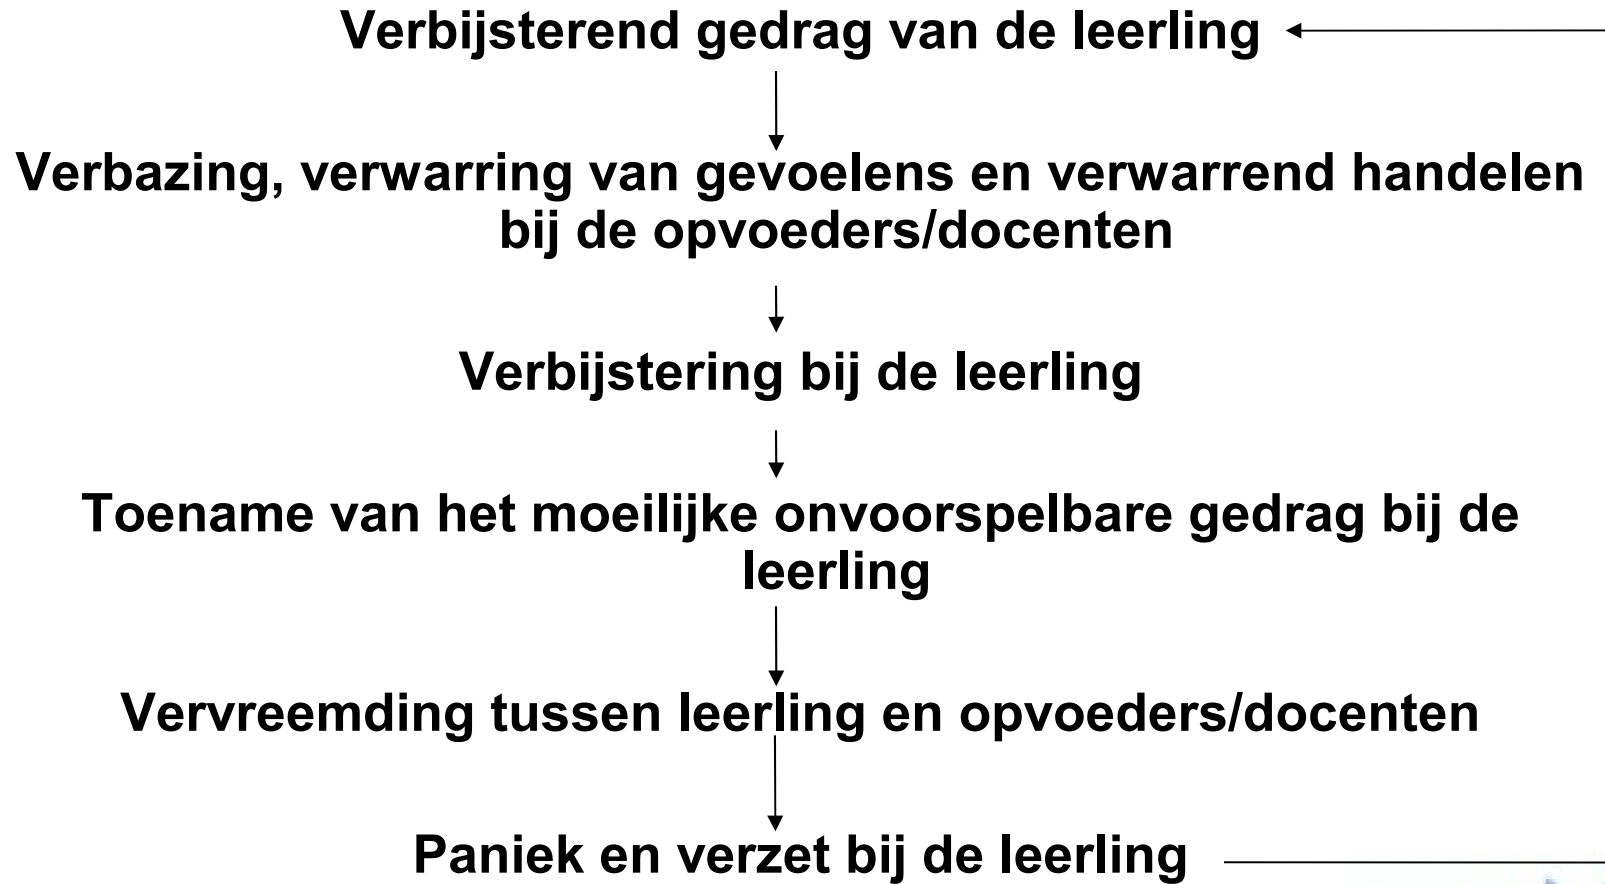 Verbijsterend gedrag van de leerling
Verbazing, verwarring van gevoelens en verwarrend handelen
bij de opvoeders/docenten
Verbijstering bij de leerling
Toename van het moeilijke onvoorspelbare gedrag bij de
leerling
Vervreemding tussen leerling en opvoeders/docenten
Paniek en verzet bij de leerling